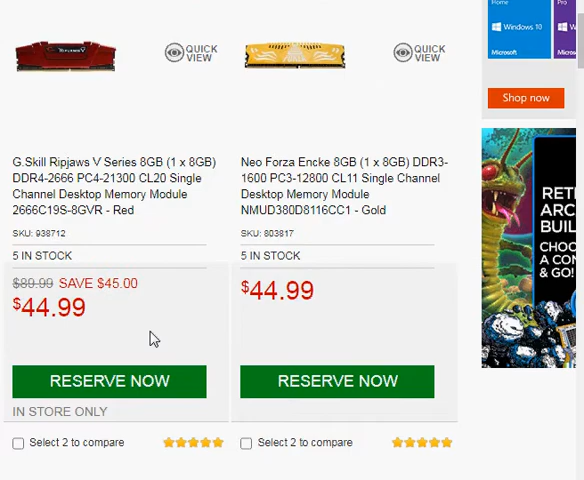 QUICK VIEW
QUICK VIEW
G.Skill Ripjaws V Series 8GB (1 x 8GB)
DDR4-2666 PC4-21300 CL20 Single
Channel Desktop Memory Module
2666C19S-8GVR - Red
SKU: 938712
5 IN STOCK
$89.99 SAVE $45.00
$44.99
RESERVE NOW
IN STORE ONLY
Select 2 to compare
Neo Forza Encke 8GB (1 x 8GB) DDR3-
1600 PC3-12800 CL11 Single Channel
Desktop Memory Module
NMUD380D8116CC1 - Gold
SKU: 803817
5 IN STOCK
$44.99
RESERVE NOW
Select 2 to compare
Home
Pro
Windows 10
Microsoft
Shop now
RET
ARC
BUIL
CHOO
A CON
& GO!